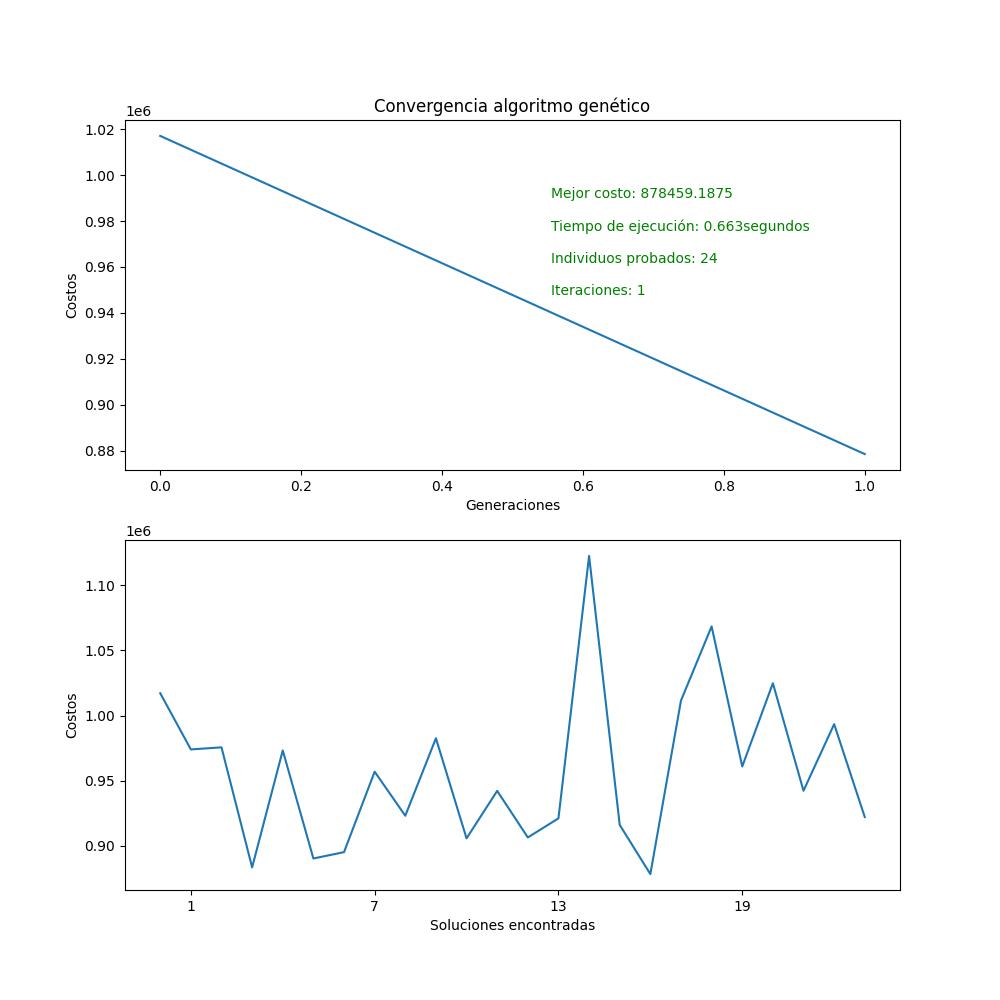 Convergencia algoritmo genético
1e6
1.02
1.00
0.98
0.96
0.94
0.92
0.90
0.88
Costos
Mejor costo: 878459.1875
Tiempo de ejecución: 0.663segundos
Individuos probados: 24
Iteraciones: 1
0.0 0.2 0.4 0.6 0.8 1.0
Generaciones
1e6
1.10
1.05
1.00
0.95
0.90
Costos
1 7 13 19
Soluciones encontradas